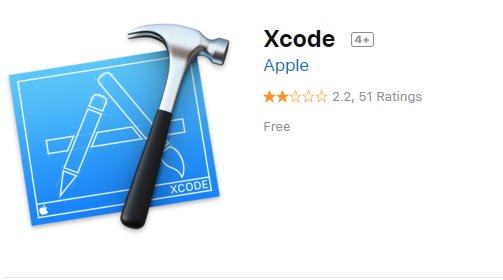 Xcode 4+
Apple
2.2, 51 Ratings
Free
XCODE